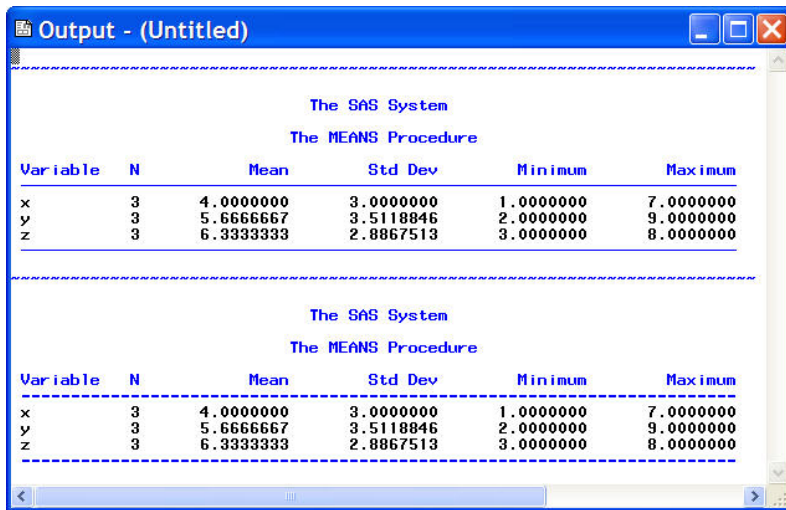 Output - (Untitled)
The SAS System
The MEANS Procedure
Variable N Mean Std Dev Minimum Maximum
x 3 4.0000000 3.0000000 1.0000000 7.0000000
y 3 5.6666667 3.5118846 2.0000000 9.0000000
z 3 6.3333333 2.8867513 3.0000000 8.0000000
The SAS System
The MEANS Procedure
Variable N Mean Std Dev Minimum Maximum
x 3 4.0000000 3.0000000 1.0000000 7.0000000
y 3 5.6666667 3.5118846 2.0000000 9.0000000
z 3 6.3333333 2.8867513 3.0000000 8.0000000